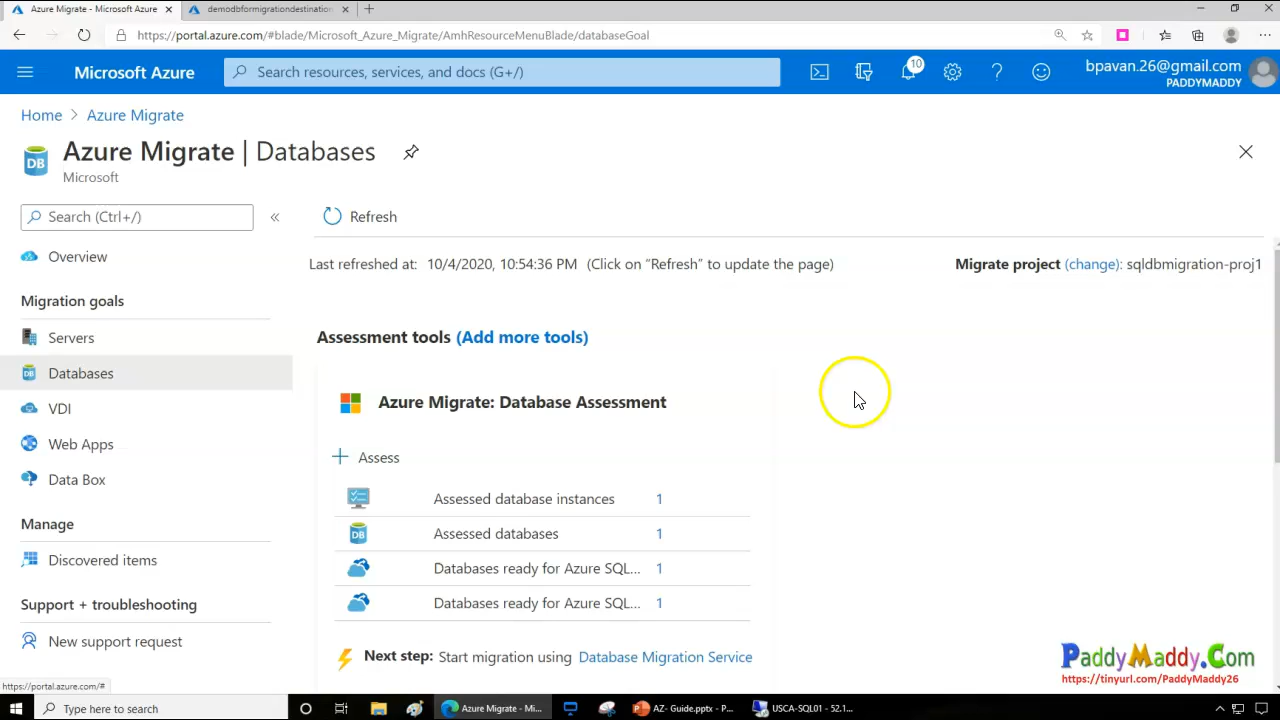 Azure Migrate - Microsoft Azure
demodbformigrationdestination
https://portal.azure.com/#blade/Microsoft_Azure_Migrate/AmhResourceMenuBlade/databaseGoal
Microsoft Azure
Search resources, services, and docs (G+/)
10
bpavan.26@gmail.com
PADDYMADDY
Home > Azure Migrate
DB
Azure Migrate | Databases
Microsoft
Search (Ctrl+/)
«
Refresh
Overview
Last refreshed at: 10/4/2020, 10:54:36 PM (Click on “Refresh” to update the page)
Migrate project (change): sqldbmigration-proj1
Migration goals
Servers
Databases
VDI
Web Apps
Data Box
Manage
Discovered items
Support + troubleshooting
New support request
Assessment tools (Add more tools)
Azure Migrate: Database Assessment
+ Assess
Assessed database instances 1
Assessed databases 1
Databases ready for Azure SQL... 1
Databases ready for Azure SQL... 1
Next step: Start migration using Database Migration Service
PaddyMaddy.Com
https://tinyurl.com/PaddyMaddy26
https://portal.azure.com/#
Type here to search
Azure Migrate - Mi...
AZ- Guide.pptx - P...
USCA-SQL01 - 52.1...